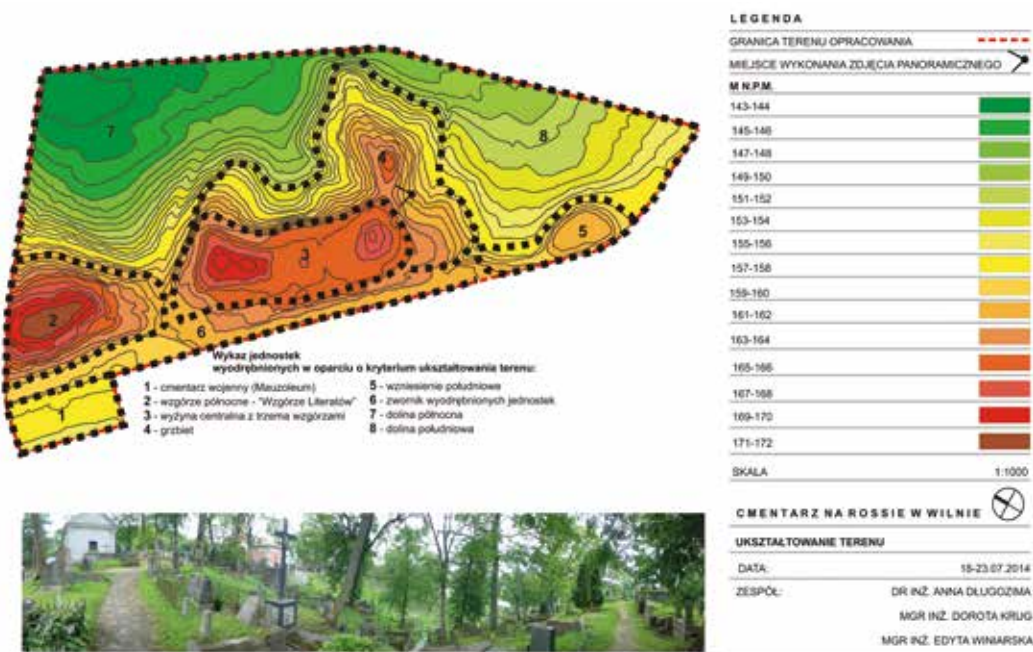 7
8
4
3
5
2
6
1
Wykaz jednostek
wyodrębnionych w oparciu o kryterium ukształtowania terenu:
1 - cmentarz wojenny (Mauzoleum)
2 - wzgórze północne - "Wzgórze Literatów"
3 - wyżyna centralna z trzema wzgórzami
4 - grzbiet
5 - wzniesienie południowe
6 - zwornik wyodrębnionych jednostek
7 - dolina północna
8 - dolina południowa
LEGENDA
GRANICA TERENU OPRACOWANIA
MIEJSCE WYKONANIA ZDJĘCIA PANORAMICZNEGO
M N.P.M.
143-144
145-146
147-148
149-150
151-152
153-154
155-156
157-158
159-160
161-162
163-164
165-166
167-168
169-170
171-172
SKALA 1:1000
CMENTARZ NA ROSSIE W WILNIE
UKSZTAŁTOWANIE TERENU
DATA: 18-23.07.2014
ZESPÓŁ: DR INŻ. ANNA DŁUGOZIMA
MGR INŻ. DOROTA KRUG
MGR INŻ. EDYTA WINIARSKA